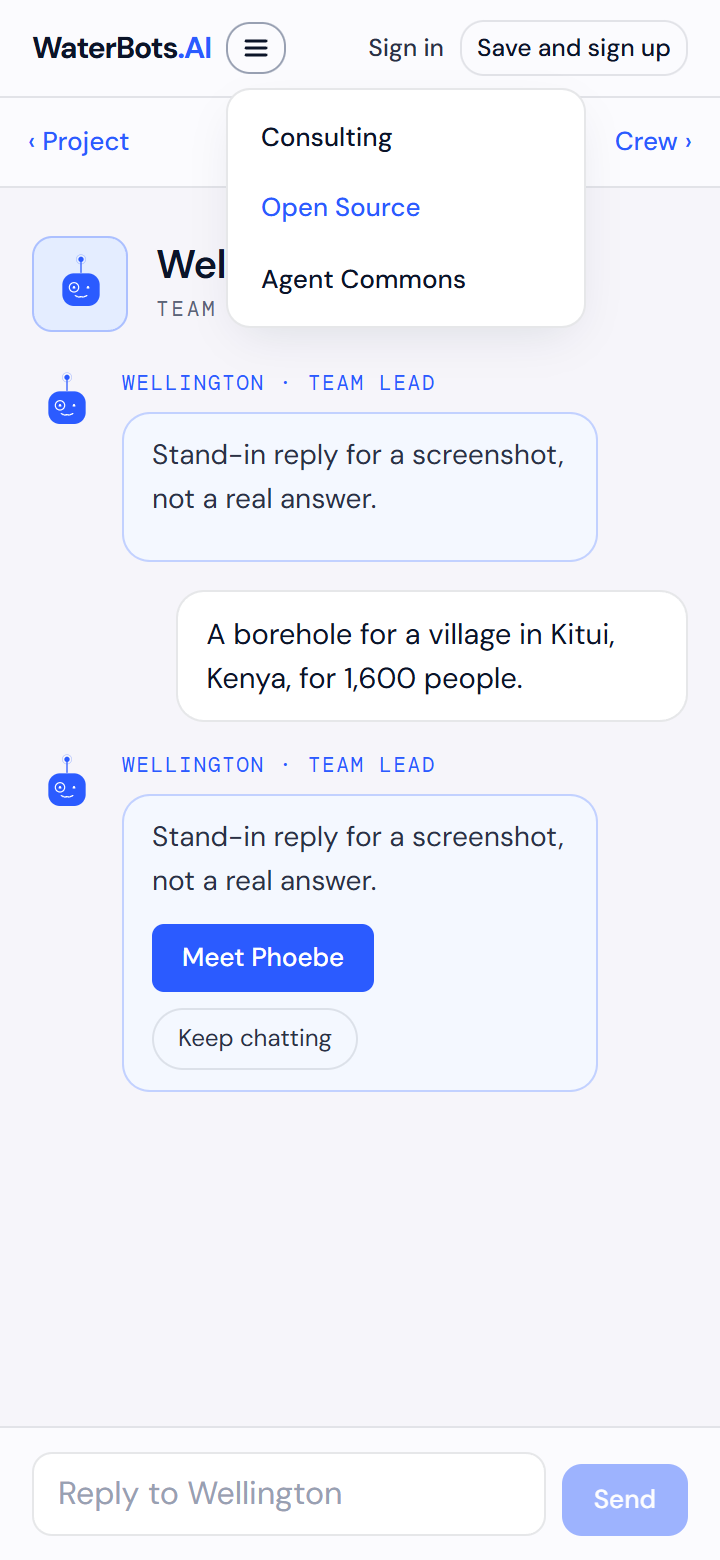 WaterBots.AI
Sign in
Save and sign up
‹ Project
Crew ›
Consulting
Open Source
Agent Commons
TEAM
WELLINGTON · TEAM LEAD
Stand-in reply for a screenshot,
not a real answer.
A borehole for a village in Kitui,
Kenya, for 1,600 people.
WELLINGTON · TEAM LEAD
Stand-in reply for a screenshot,
not a real answer.
Meet Phoebe
Keep chatting
Reply to Wellington
Send